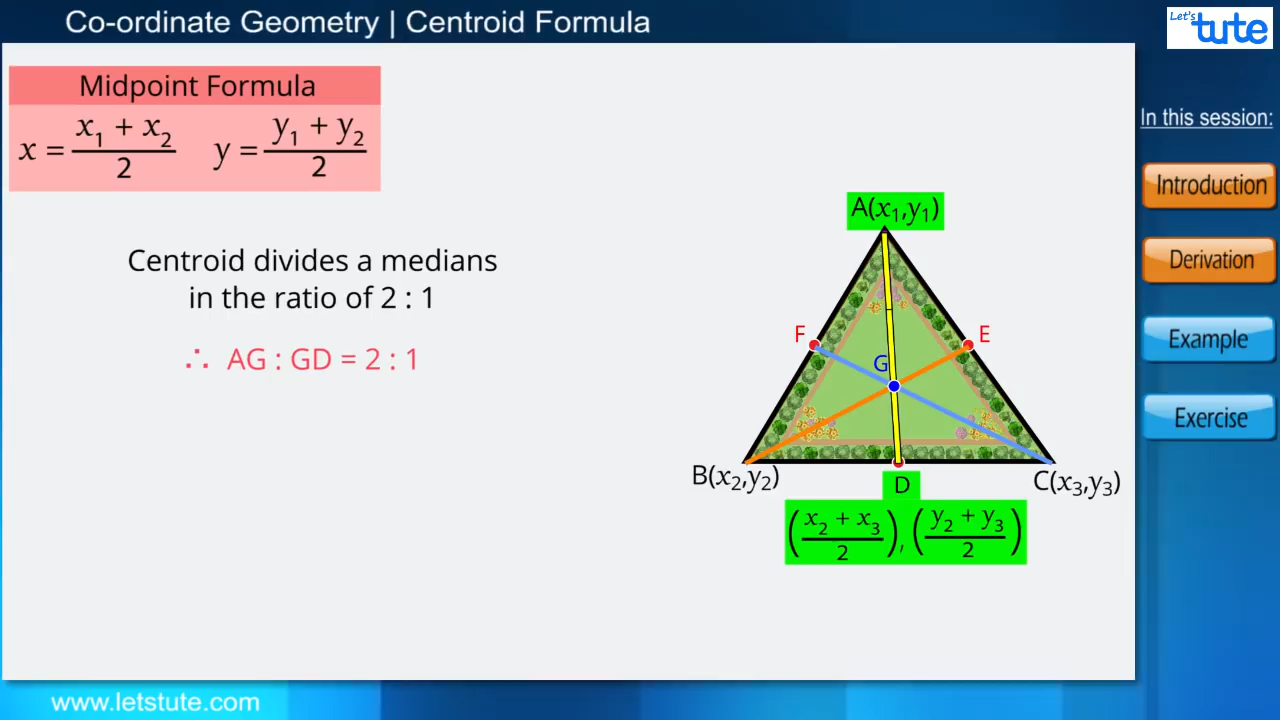 Co-ordinate Geometry | Centroid Formula
Let's tute
In this session:
Introduction
Derivation
Example
Exercise
Midpoint Formula
x = (x₁ + x₂)/2  y = (y₁ + y₂)/2
Centroid divides a medians
in the ratio of 2 : 1
∴ AG : GD = 2 : 1
A(x₁,y₁)
F
E
G
B(x₂,y₂)
C(x₃,y₃)
D
((x₂ + x₃)/2), ((y₂ + y₃)/2)
www.letstute.com